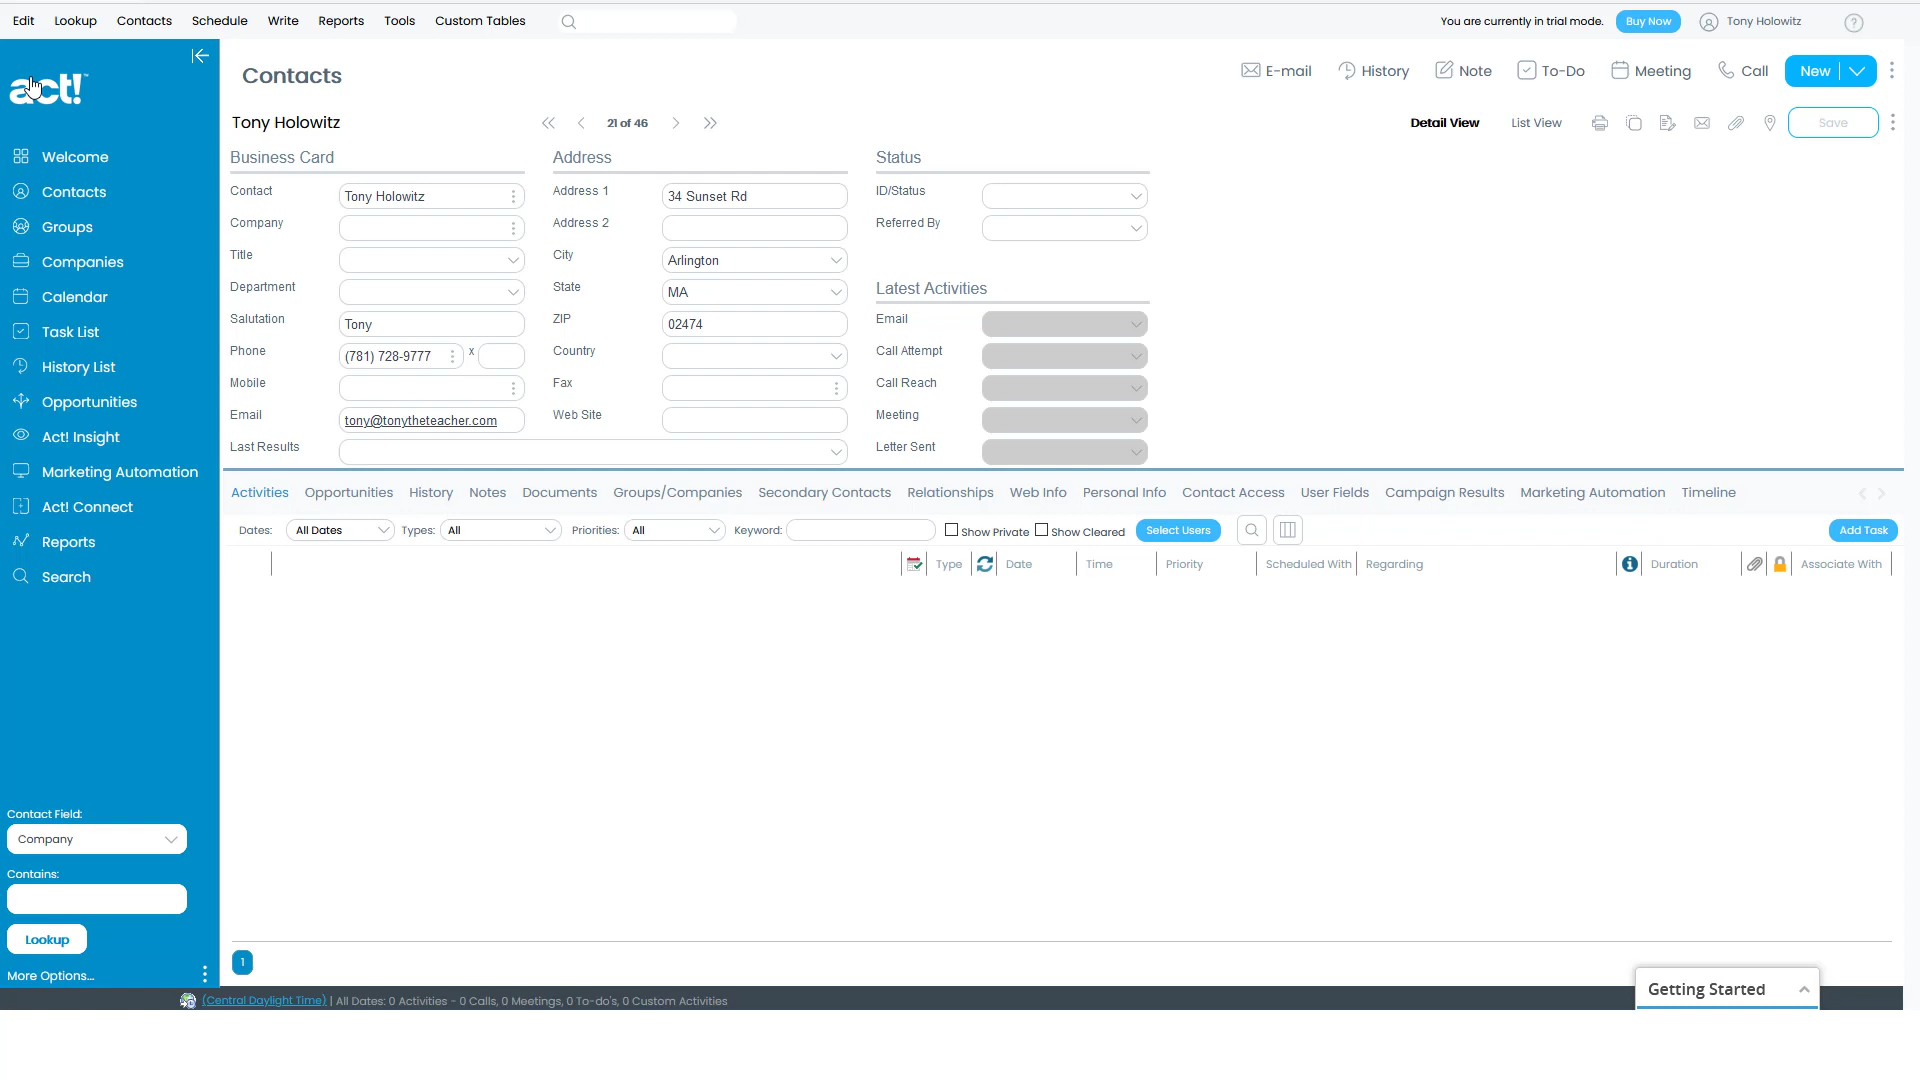 Edit Lookup Contacts Schedule Write Reports Tools Custom Tables
You are currently in trial mode. Buy Now Tony Holowitz ?
act!™
Contacts
E-mail History Note To-Do Meeting Call New
Tony Holowitz
21 of 46
Detail View List View Save
Welcome
Contacts
Groups
Companies
Calendar
Task List
History List
Opportunities
Act! Insight
Marketing Automation
Act! Connect
Reports
Search
Business Card
Contact Tony Holowitz
Company
Title
Department
Salutation Tony
Phone (781) 728-9777 x
Mobile
Email tony@tonytheteacher.com
Last Results
Address
Address 1 34 Sunset Rd
Address 2
City Arlington
State MA
ZIP 02474
Country
Fax
Web Site
Status
ID/Status
Referred By
Latest Activities
Email
Call Attempt
Call Reach
Meeting
Letter Sent
Activities Opportunities History Notes Documents Groups/Companies Secondary Contacts Relationships Web Info Personal Info Contact Access User Fields Campaign Results Marketing Automation Timeline
Dates: All Dates Types: All Priorities: All Keyword: Show Private Show Cleared Select Users Add Task
Type Date Time Priority Scheduled With Regarding Duration Associate With
Contact Field:
Company
Contains:
Lookup
More Options...
1
Getting Started
(Central Daylight Time) | All Dates: 0 Activities - 0 Calls, 0 Meetings, 0 To-do's, 0 Custom Activities